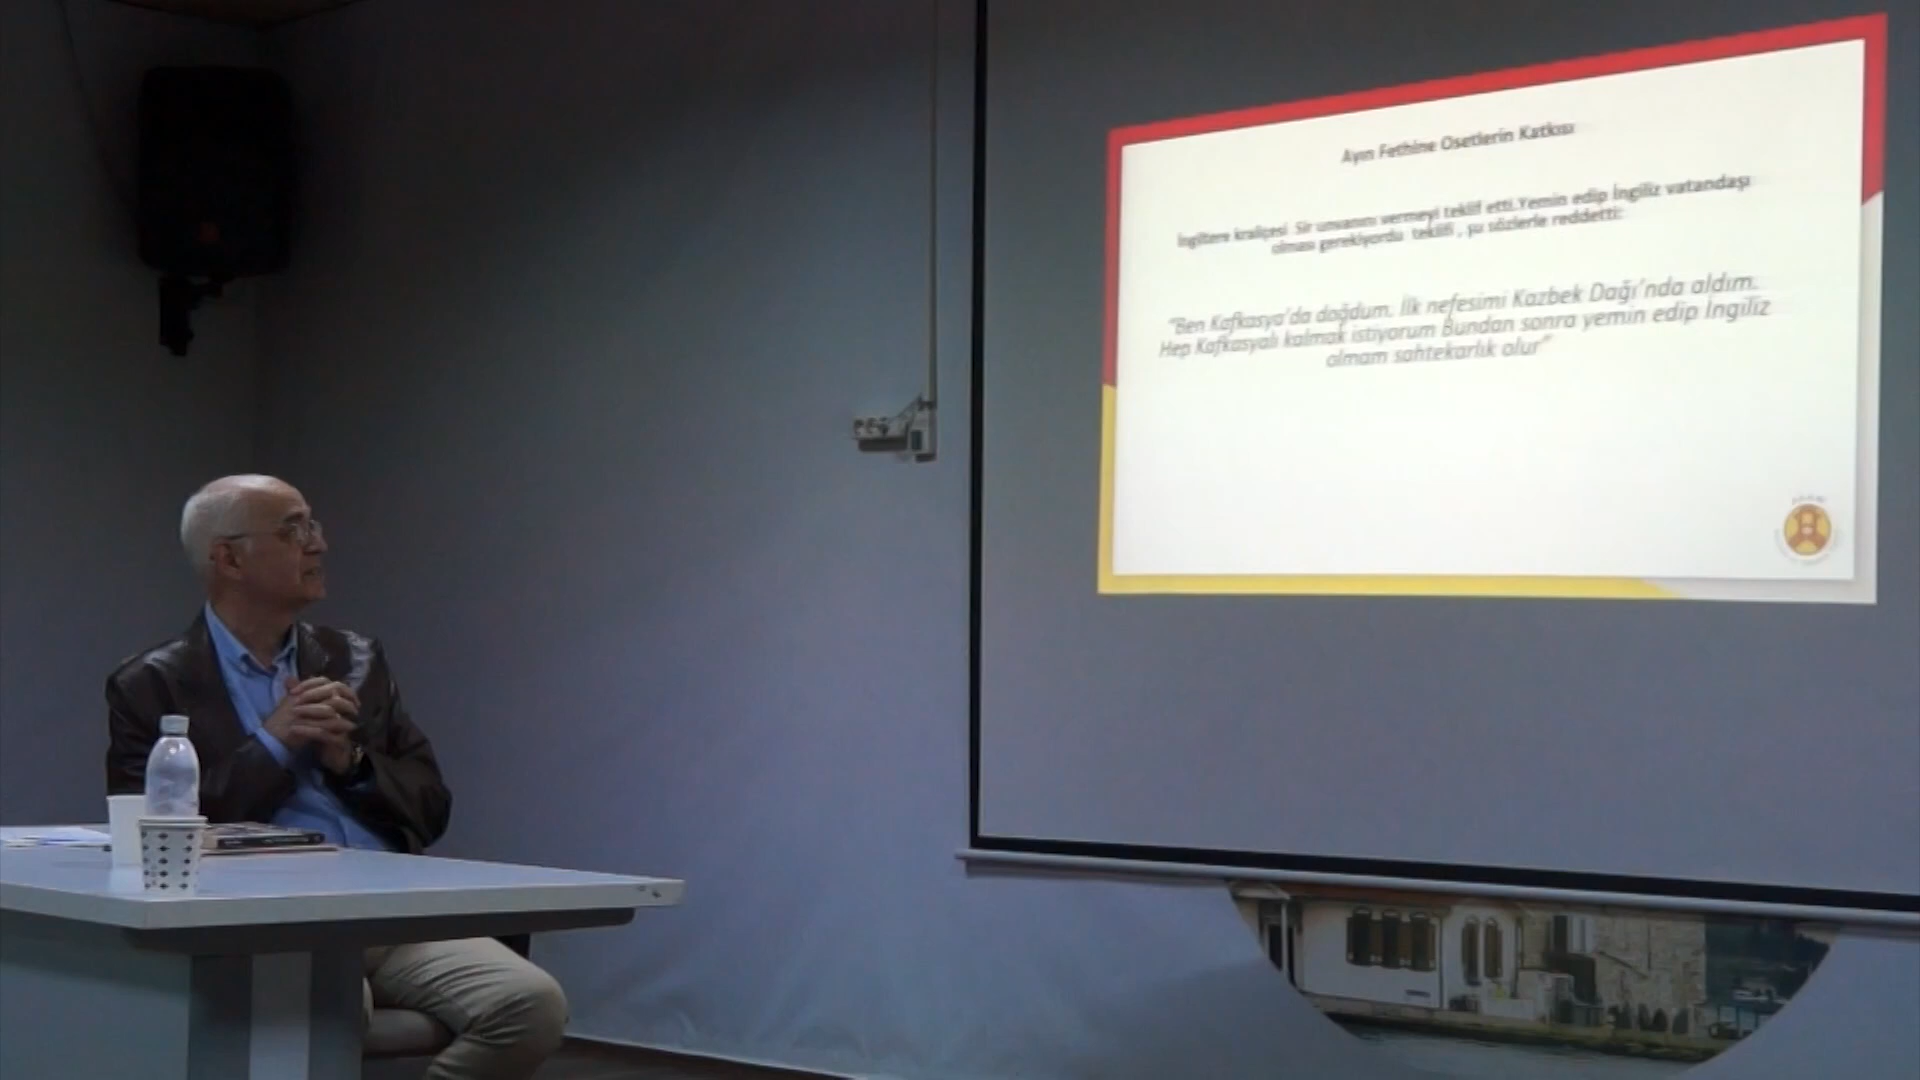 Ayın Fethine Osetlerin Katkısı
İngiltere kraliçesi Sir unvanını vermeyi teklif etti.Yemin edip İngiliz vatandaşı
olması gerekiyordu teklifi , şu sözlerle reddetti:
"Ben Kafkasya'da doğdum. İlk nefesimi Kazbek Dağı'nda aldım.
Hep Kafkasyalı kalmak istiyorum Bundan sonra yemin edip İngiliz
olmam sahtekarlık olur"